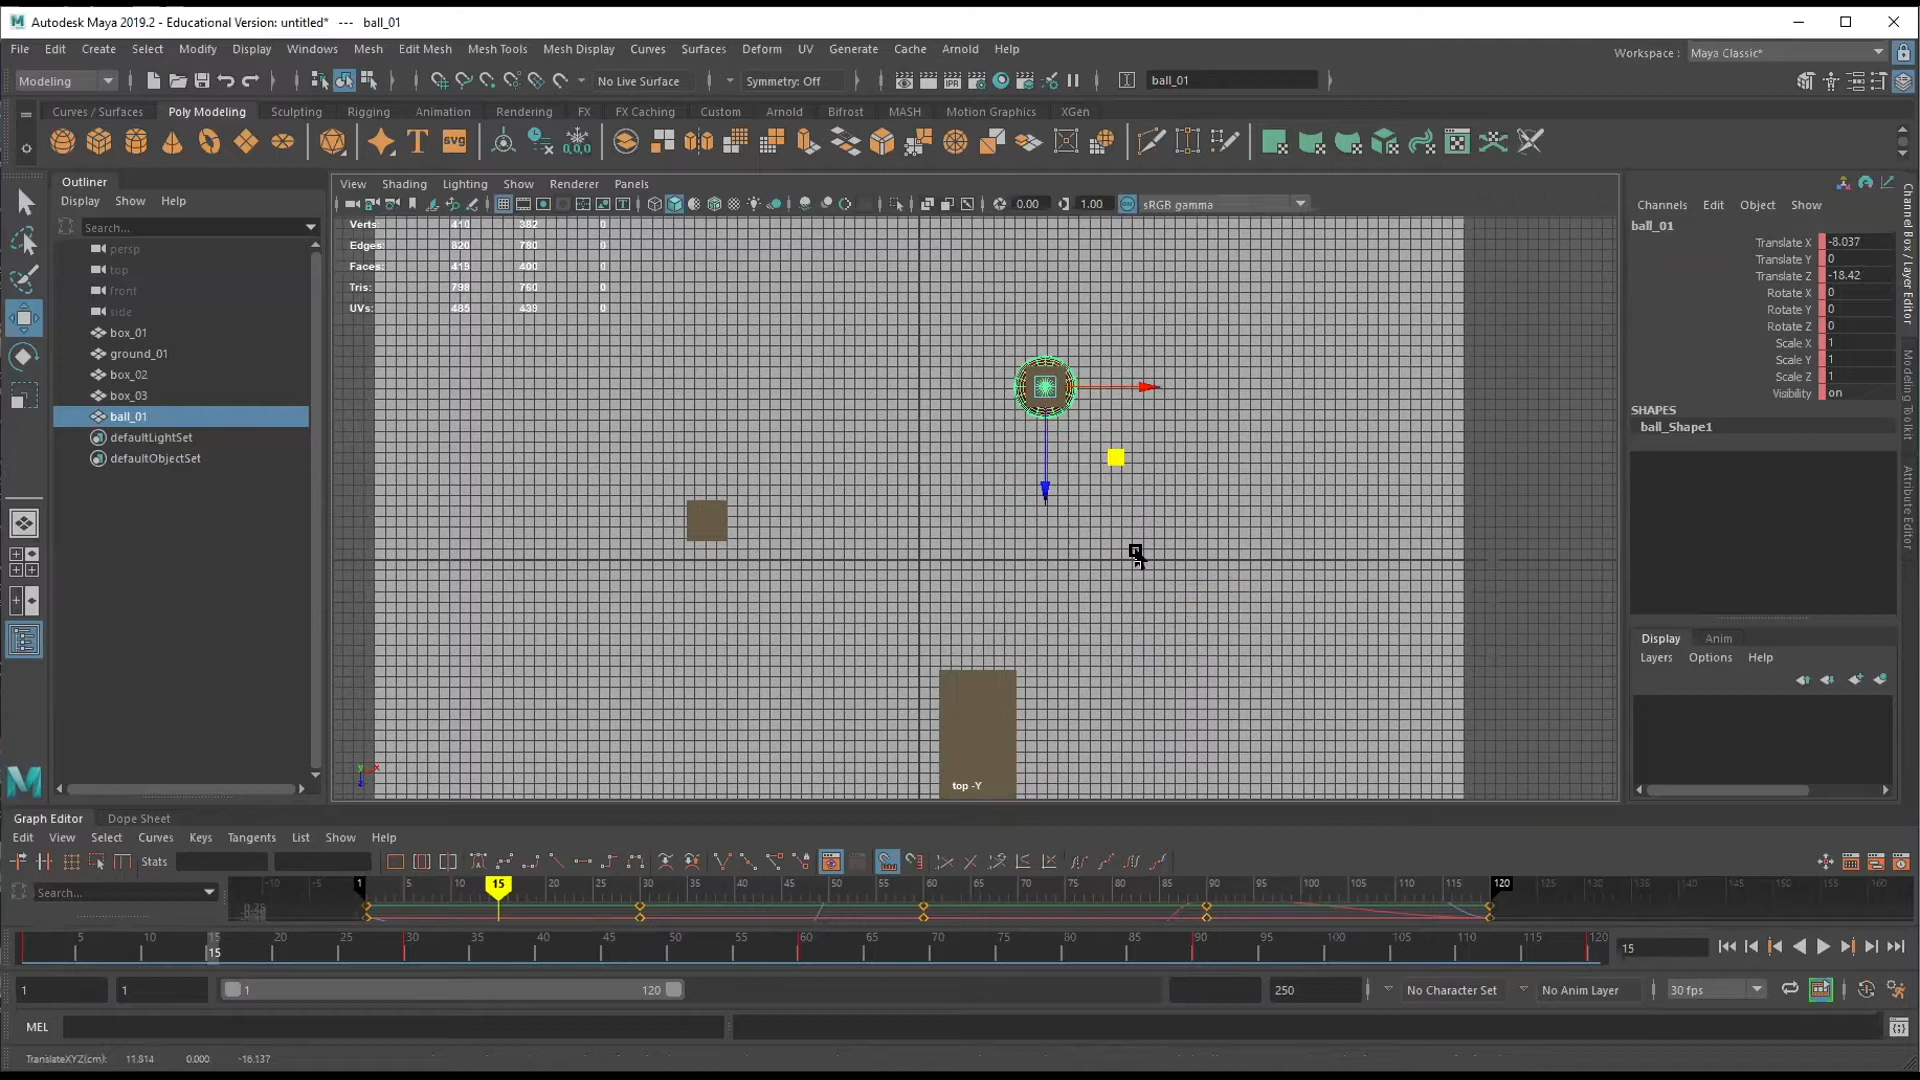 Autodesk Maya 2019.2 - Educational Version: untitled* --- ball_01
File Edit Create Select Modify Display Windows Mesh Edit Mesh Mesh Tools Mesh Display Curves Surfaces Deform UV Generate Cache Arnold Help
Workspace : Maya Classic*
Modeling No Live Surface Symmetry: Off ball_01
Curves / Surfaces Poly Modeling Sculpting Rigging Animation Rendering FX FX Caching Custom Arnold Bifrost MASH Motion Graphics XGen
Outliner
Display Show Help
Search...
persp
top
front
side
box_01
ground_01
box_02
box_03
ball_01
defaultLightSet
defaultObjectSet
View Shading Lighting Show Renderer Panels
0.00 1.00 sRGB gamma
Verts: 410 382 0
Edges: 820 780 0
Faces: 419 400 0
Tris: 798 760 0
UVs: 485 439 0
top -Y
Channels Edit Object Show
ball_01
Translate X -8.037
Translate Y 0
Translate Z -18.42
Rotate X 0
Rotate Y 0
Rotate Z 0
Scale X 1
Scale Y 1
Scale Z 1
Visibility on
SHAPES
ball_Shape1
Display Anim
Layers Options Help
Channel Box / Layer Editor
Modeling Toolkit
Attribute Editor
Graph Editor Dope Sheet
Edit View Select Curves Keys Tangents List Show Help
Stats
Search...
-10 -5 1 5 10 15 20 25 30 35 40 45 50 55 60 65 70 75 80 85 90 95 100 105 110 115 120 125 130 135 140 145 150 155 160
0.25
5 10 15 20 25 30 35 40 45 50 55 60 65 70 75 80 85 90 95 100 105 110 115 120
15
15
1 1 1 120 250 No Character Set No Anim Layer 30 fps
MEL
TranslateXYZ(cm): 11.814 0.000 -16.137